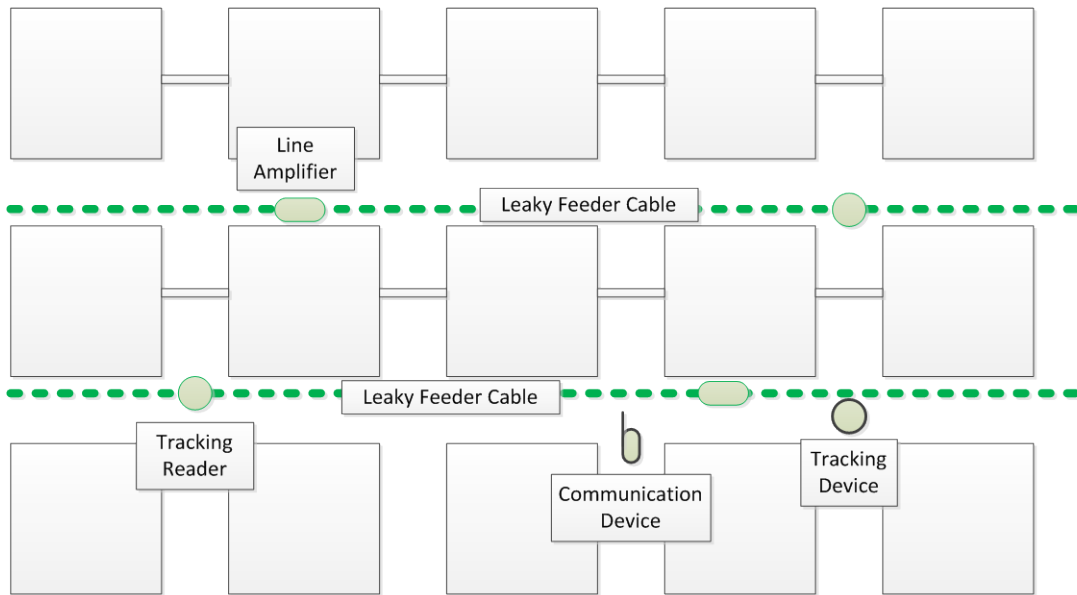 Line
Amplifier
Leaky Feeder Cable
Leaky Feeder Cable
Tracking
Reader
Communication
Device
Tracking
Device